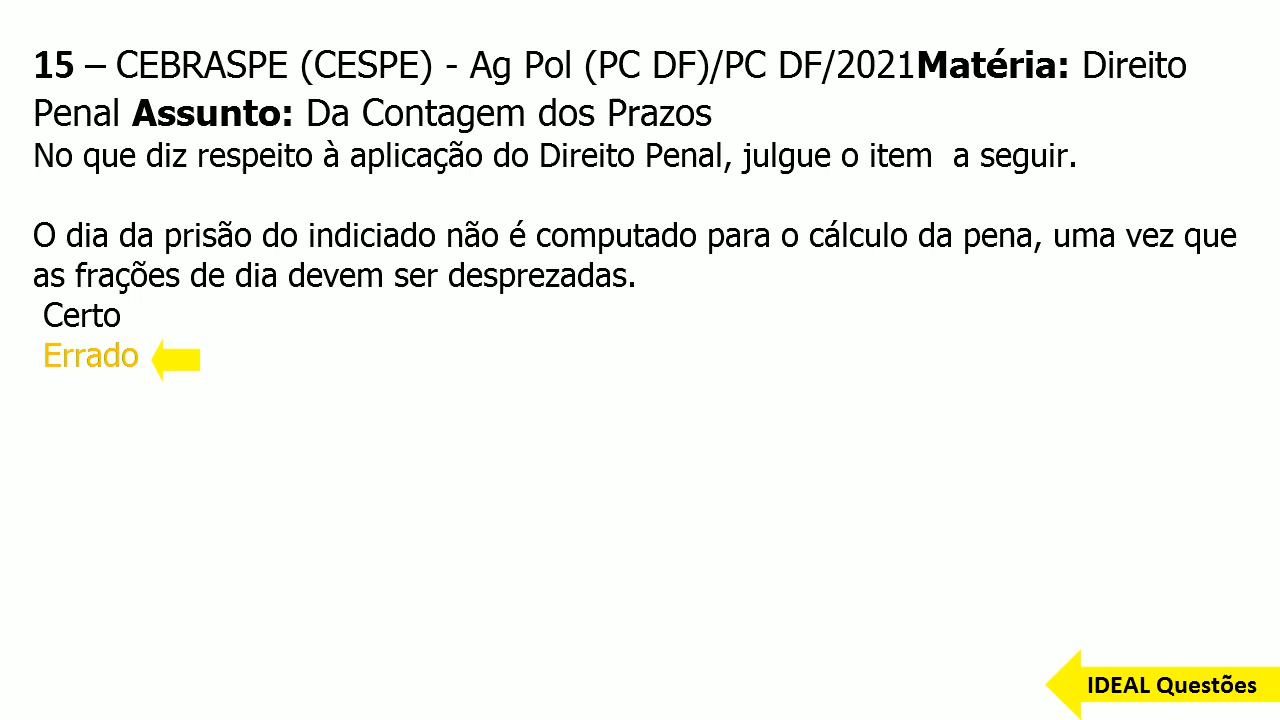 15 – CEBRASPE (CESPE) - Ag Pol (PC DF)/PC DF/2021Matéria: Direito
Penal Assunto: Da Contagem dos Prazos
No que diz respeito à aplicação do Direito Penal, julgue o item  a seguir.
O dia da prisão do indiciado não é computado para o cálculo da pena, uma vez que
as frações de dia devem ser desprezadas.
Certo
Errado
IDEAL Questões